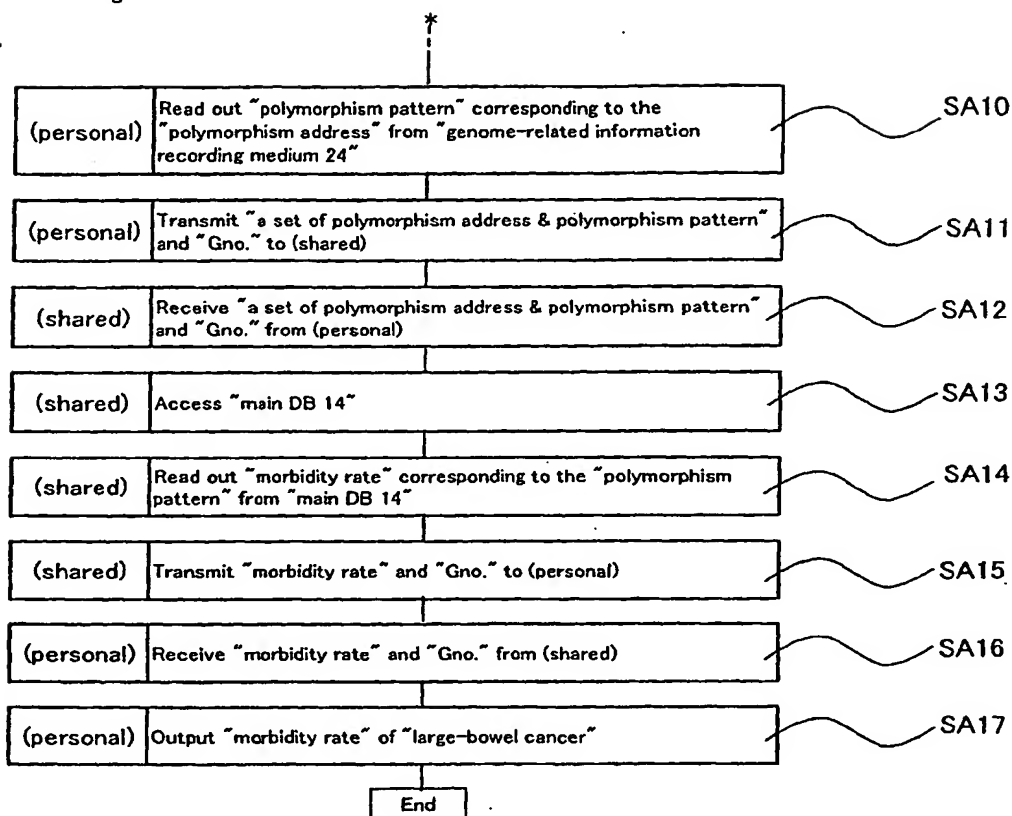 *
(personal) Read out "polymorphism pattern" corresponding to the
"polymorphism address" from "genome-related information
recording medium 24"
SA10
(personal) Transmit "a set of polymorphism address & polymorphism pattern"
and "Gno." to (shared)
SA11
(shared) Receive "a set of polymorphism address & polymorphism pattern"
and "Gno." from (personal)
SA12
(shared) Access "main DB 14"
SA13
(shared) Read out "morbidity rate" corresponding to the "polymorphism
pattern" from "main DB 14"
SA14
(shared) Transmit "morbidity rate" and "Gno." to (personal)
SA15
(personal) Receive "morbidity rate" and "Gno." from (shared)
SA16
(personal) Output "morbidity rate" of "large-bowel cancer"
SA17
End